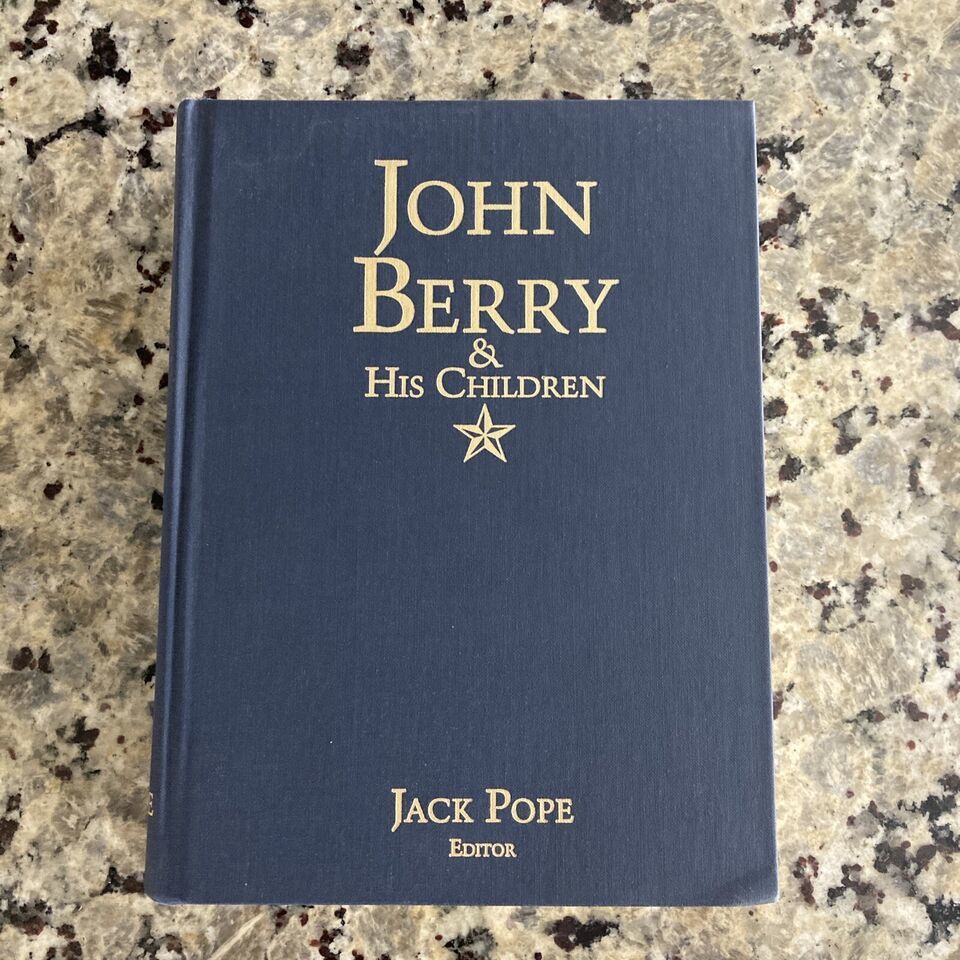 JOHN
BERRY
&
HIS CHILDREN
JACK POPE
EDITOR